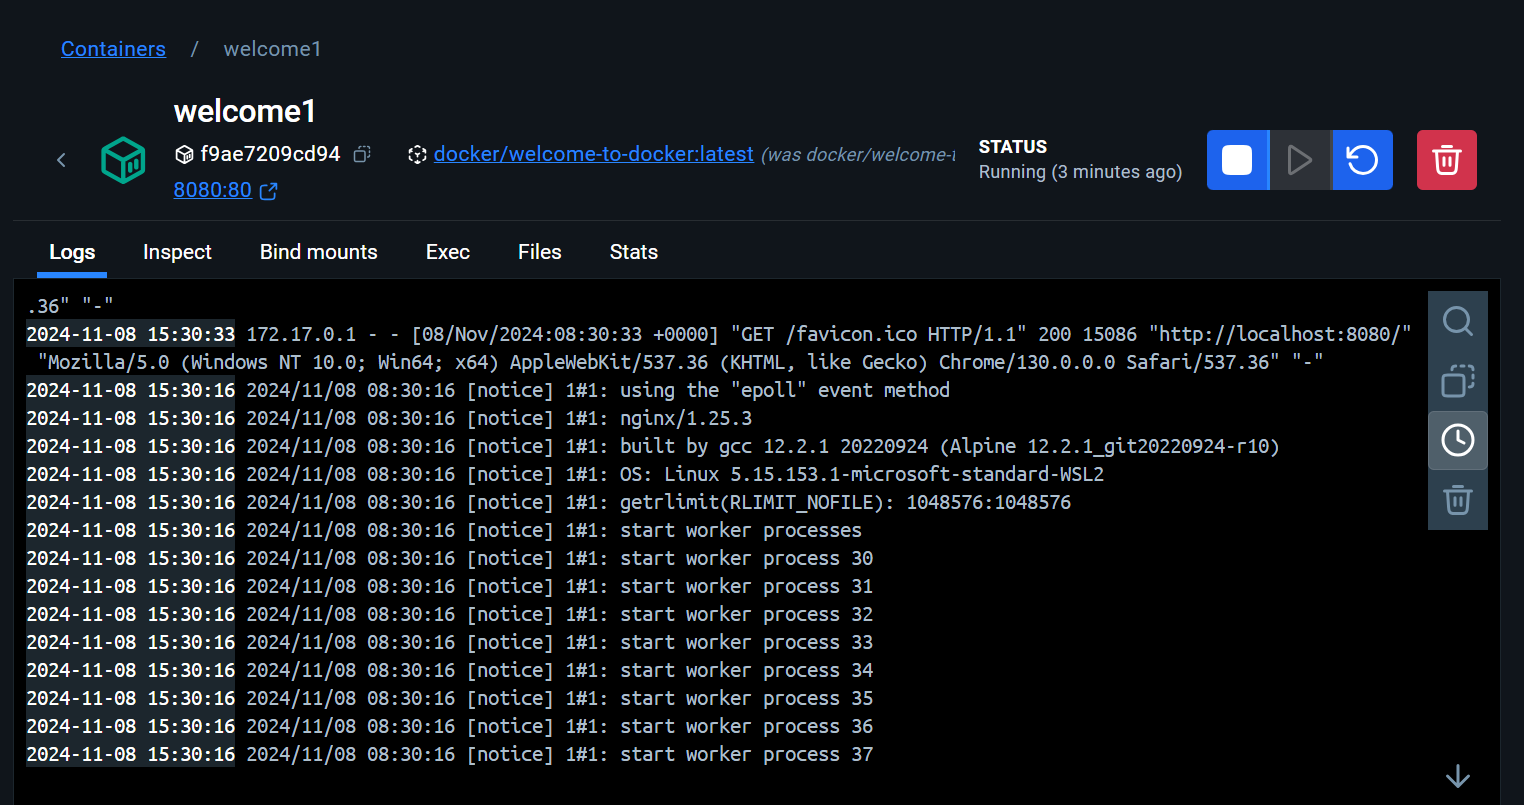 Containers / welcome1
welcome1
f9ae7209cd94 docker/welcome-to-docker:latest (was docker/welcome-
8080:80
STATUS
Running (3 minutes ago)
Logs Inspect Bind mounts Exec Files Stats
.36" "-"
2024-11-08 15:30:33 172.17.0.1 - - [08/Nov/2024:08:30:33 +0000] "GET /favicon.ico HTTP/1.1" 200 15086 "http://localhost:8080/"
"Mozilla/5.0 (Windows NT 10.0; Win64; x64) AppleWebKit/537.36 (KHTML, like Gecko) Chrome/130.0.0.0 Safari/537.36" "-"
2024-11-08 15:30:16 2024/11/08 08:30:16 [notice] 1#1: using the "epoll" event method
2024-11-08 15:30:16 2024/11/08 08:30:16 [notice] 1#1: nginx/1.25.3
2024-11-08 15:30:16 2024/11/08 08:30:16 [notice] 1#1: built by gcc 12.2.1 20220924 (Alpine 12.2.1_git20220924-r10)
2024-11-08 15:30:16 2024/11/08 08:30:16 [notice] 1#1: OS: Linux 5.15.153.1-microsoft-standard-WSL2
2024-11-08 15:30:16 2024/11/08 08:30:16 [notice] 1#1: getrlimit(RLIMIT_NOFILE): 1048576:1048576
2024-11-08 15:30:16 2024/11/08 08:30:16 [notice] 1#1: start worker processes
2024-11-08 15:30:16 2024/11/08 08:30:16 [notice] 1#1: start worker process 30
2024-11-08 15:30:16 2024/11/08 08:30:16 [notice] 1#1: start worker process 31
2024-11-08 15:30:16 2024/11/08 08:30:16 [notice] 1#1: start worker process 32
2024-11-08 15:30:16 2024/11/08 08:30:16 [notice] 1#1: start worker process 33
2024-11-08 15:30:16 2024/11/08 08:30:16 [notice] 1#1: start worker process 34
2024-11-08 15:30:16 2024/11/08 08:30:16 [notice] 1#1: start worker process 35
2024-11-08 15:30:16 2024/11/08 08:30:16 [notice] 1#1: start worker process 36
2024-11-08 15:30:16 2024/11/08 08:30:16 [notice] 1#1: start worker process 37